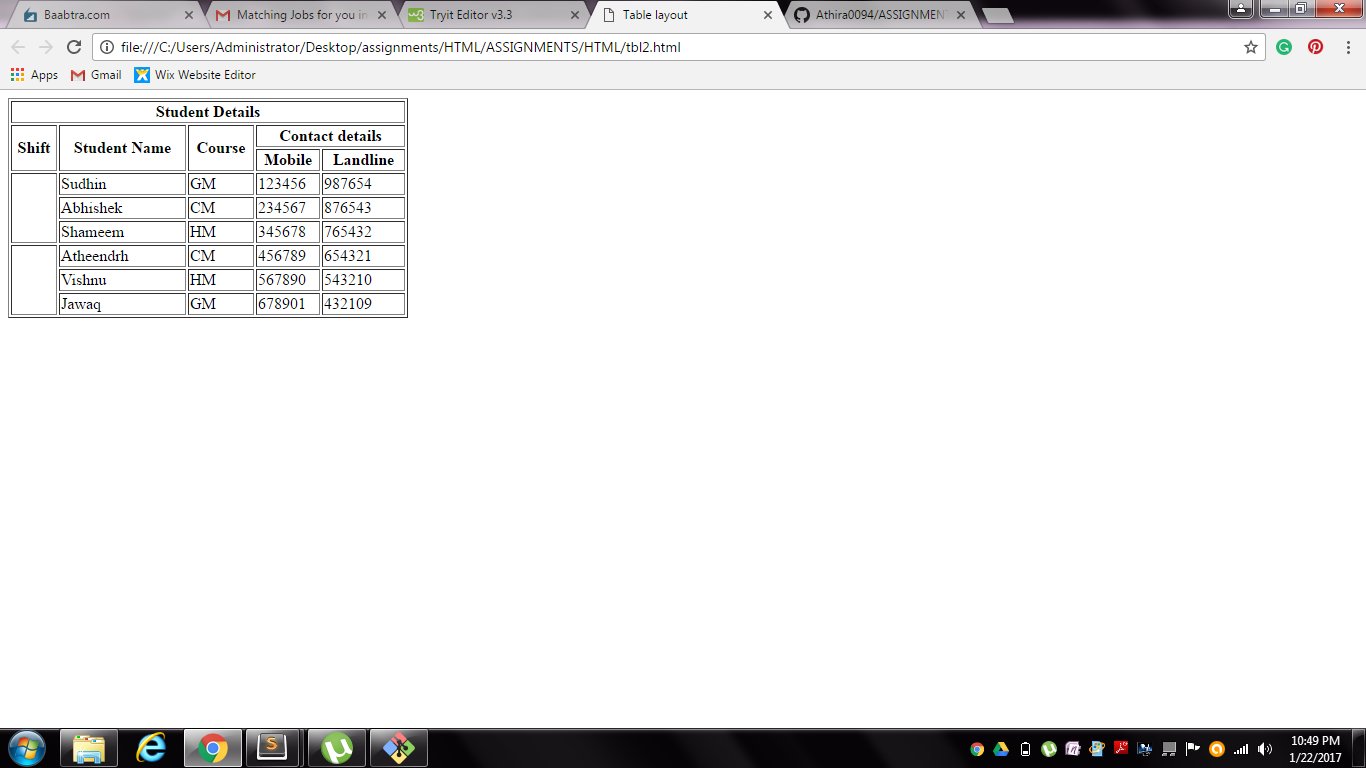 Baabtra.com
Matching Jobs for you in
Tryit Editor v3.3
Table layout
Athira0094/ASSIGNMEN
file:///C:/Users/Administrator/Desktop/assignments/HTML/ASSIGNMENTS/HTML/tbl2.html
Apps Gmail Wix Website Editor
Student Details
Shift Student Name Course Contact details
Mobile Landline
Sudhin GM 123456 987654
Abhishek CM 234567 876543
Shameem HM 345678 765432
Atheendrh CM 456789 654321
Vishnu HM 567890 543210
Jawaq GM 678901 432109
10:49 PM
1/22/2017